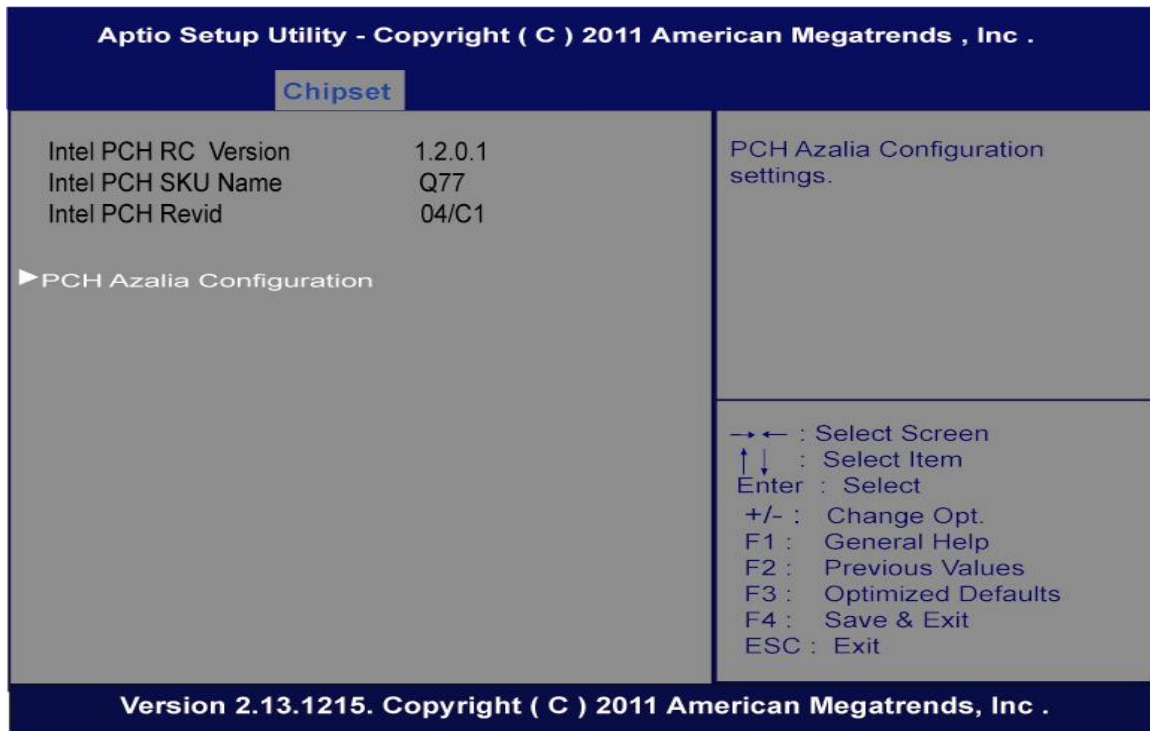 Aptio Setup Utility - Copyright ( C ) 2011 American Megatrends , Inc .
Chipset
Intel PCH RC Version 1.2.0.1
Intel PCH SKU Name Q77
Intel PCH Revid 04/C1
►PCH Azalia Configuration
PCH Azalia Configuration
settings.
→ ← : Select Screen
↑ ↓ : Select Item
Enter : Select
+/- : Change Opt.
F1 : General Help
F2 : Previous Values
F3 : Optimized Defaults
F4 : Save & Exit
ESC : Exit
Version 2.13.1215. Copyright ( C ) 2011 American Megatrends, Inc .